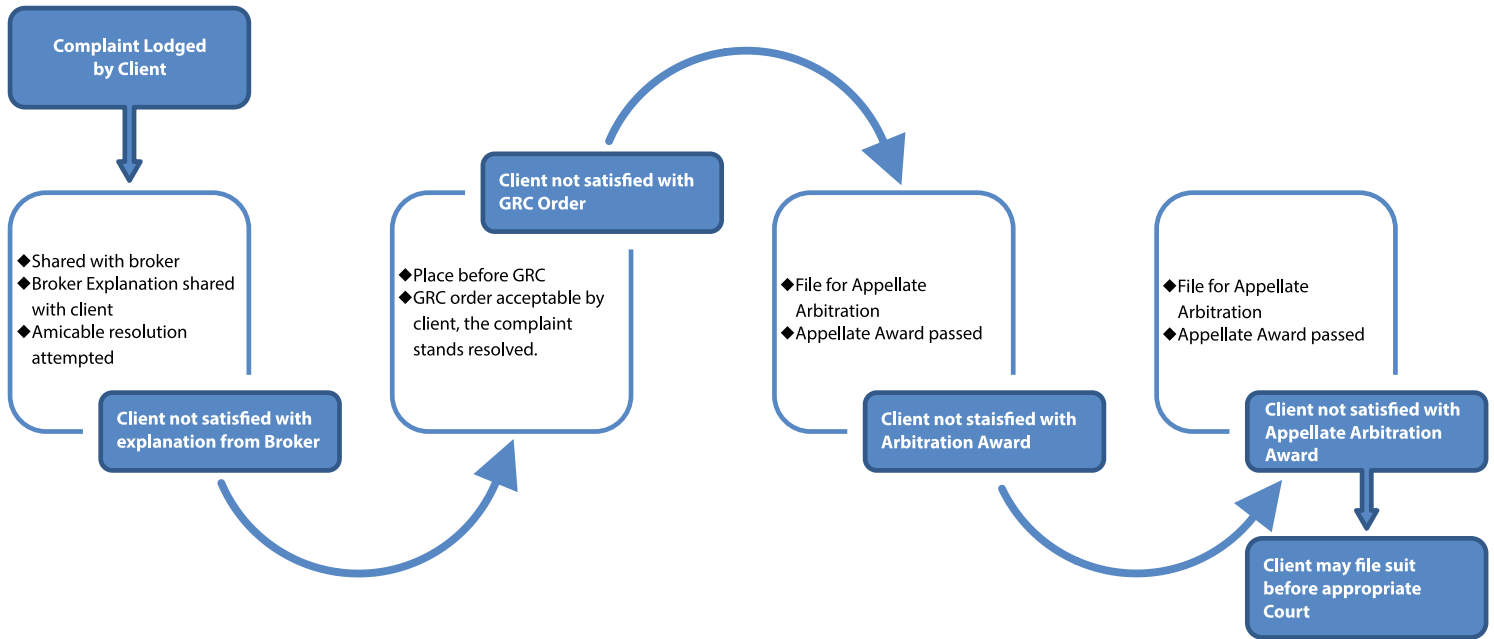 Complaint Lodged
by Client
◆Shared with broker
◆Broker Explanation shared
with client
◆Amicable resolution
attempted
Client not satisfied with
explanation from Broker
◆Place before GRC
◆GRC order acceptable by
client, the complaint
stands resolved.
Client not satisfied with
GRC Order
◆File for Appellate
Arbitration
◆Appellate Award passed
Client not staisfied with
Arbitration Award
◆File for Appellate
Arbitration
◆Appellate Award passed
Client not satisfied with
Appellate Arbitration
Award
Client may file suit
before appropriate
Court